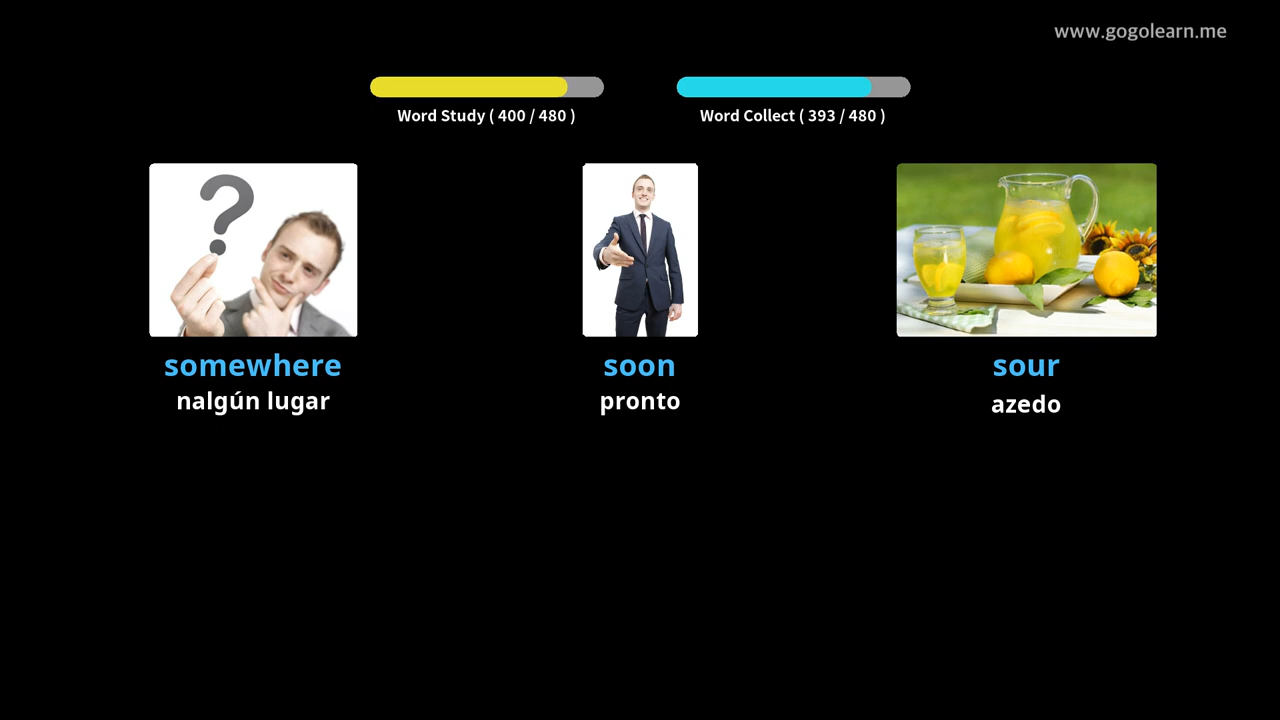 www.gogolearn.me
Word Study ( 400 / 480 )
Word Collect ( 393 / 480 )
somewhere
nalgún lugar
soon
pronto
sour
azedo